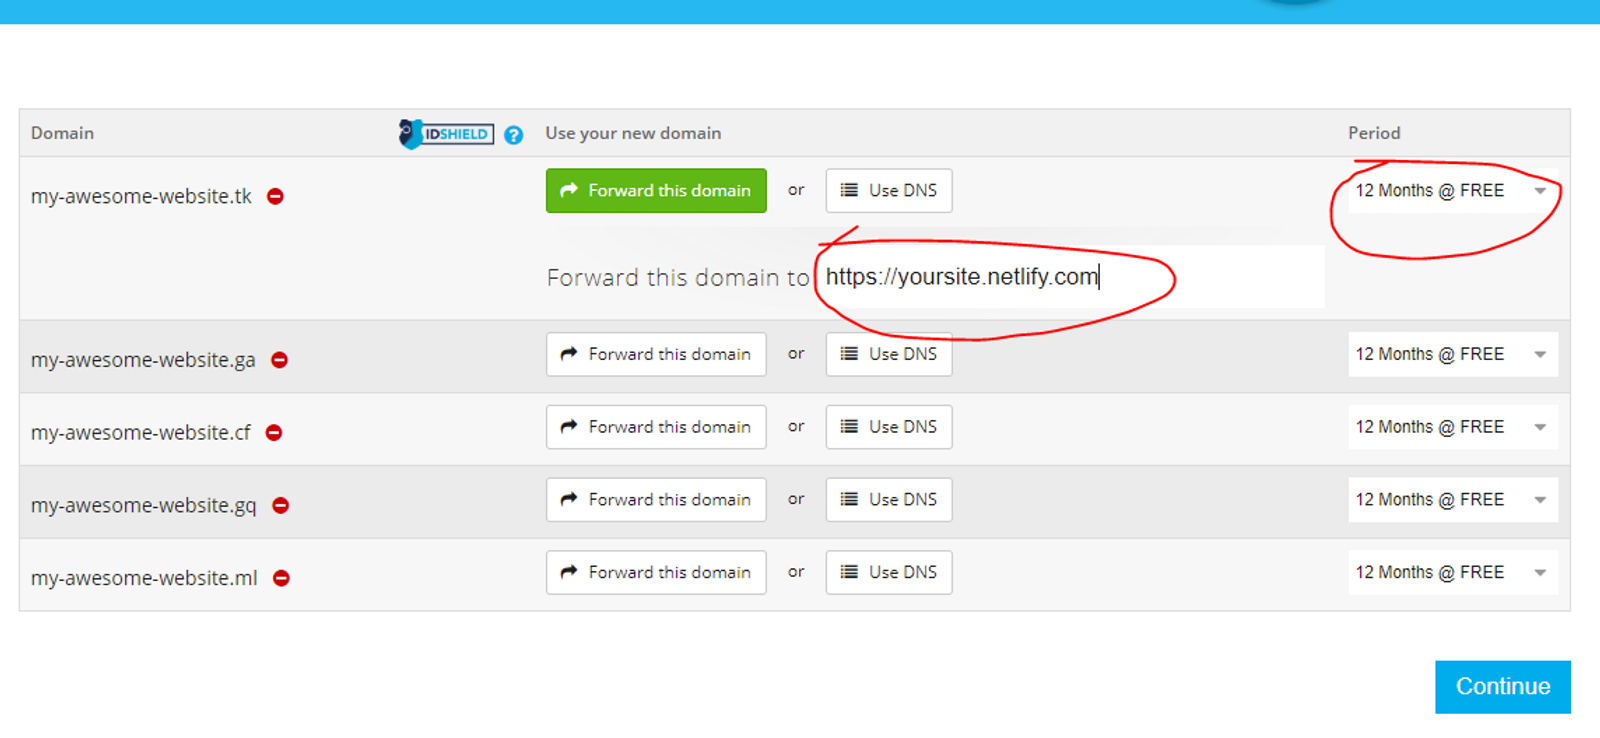 Domain IDSHIELD ? Use your new domain Period
my-awesome-website.tk Forward this domain or Use DNS 12 Months @ FREE
Forward this domain to https://yoursite.netlify.com
my-awesome-website.ga Forward this domain or Use DNS 12 Months @ FREE
my-awesome-website.cf Forward this domain or Use DNS 12 Months @ FREE
my-awesome-website.gq Forward this domain or Use DNS 12 Months @ FREE
my-awesome-website.ml Forward this domain or Use DNS 12 Months @ FREE
Continue